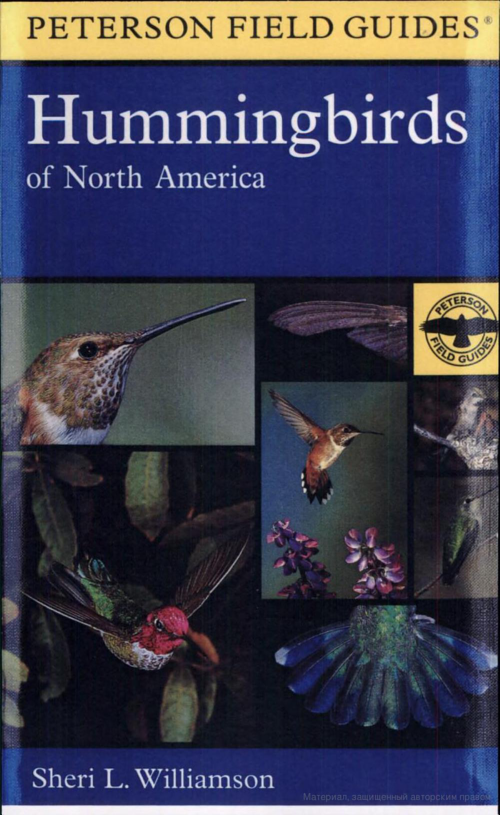 PETERSON FIELD GUIDES®
Hummingbirds
of North America
PETERSON
FIELD GUIDES
Sheri L. Williamson
Материал, защищенный авторским правом